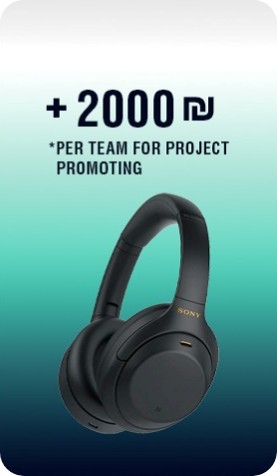 + 2000 ₪
*PER TEAM FOR PROJECT
PROMOTING
SONY